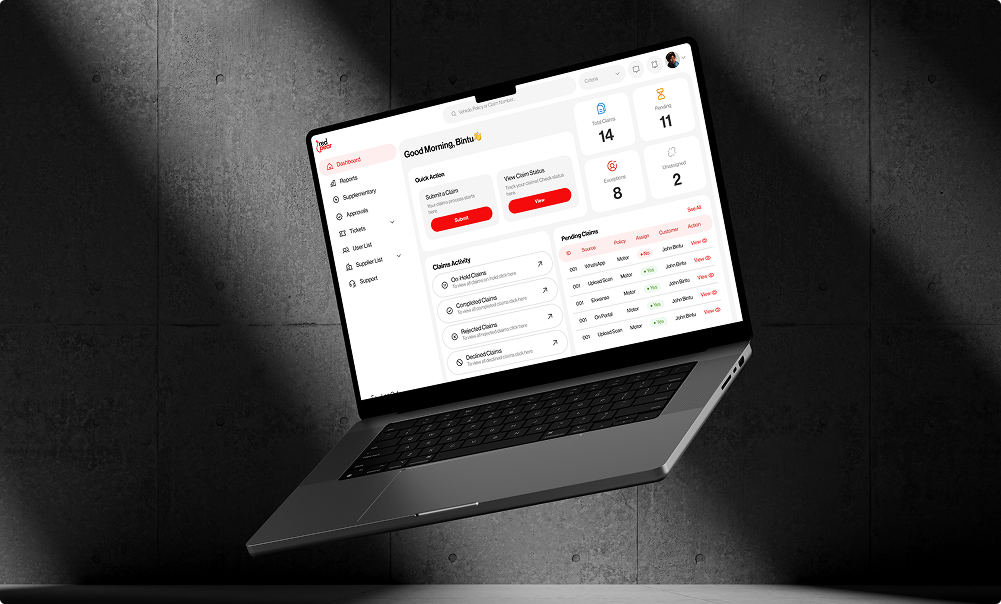 Vehicle, Policy or Claim Number...
Claims
red
pear
Good Morning, Bintu👋
Dashboard
Reports
Supplementary
Approvals
Tickets
User List
Supplier List
Support
Quick Action
Submit a Claim
Your claims process starts
here
Submit
View Claim Status
Track your claims! Check status
here.
View
Total Claims
14
Pending
11
Exceptions
8
Unassigned
2
Claims Activity
On-Hold Claims
To view all claims on hold click here
Completed Claims
To view all completed claims click here
Rejected Claims
To view all rejected claims click here
Declined Claims
To view all declined claims click here
Pending Claims
See All
ID Source Policy Assign Customer Action
001 WhatsApp Motor No John Bintu View
001 Upload Scan Motor Yes John Bintu View
001 Ekwenso Motor Yes John Bintu View
001 On Portal Motor Yes John Bintu View
001 Upload Scan Motor Yes John Bintu View